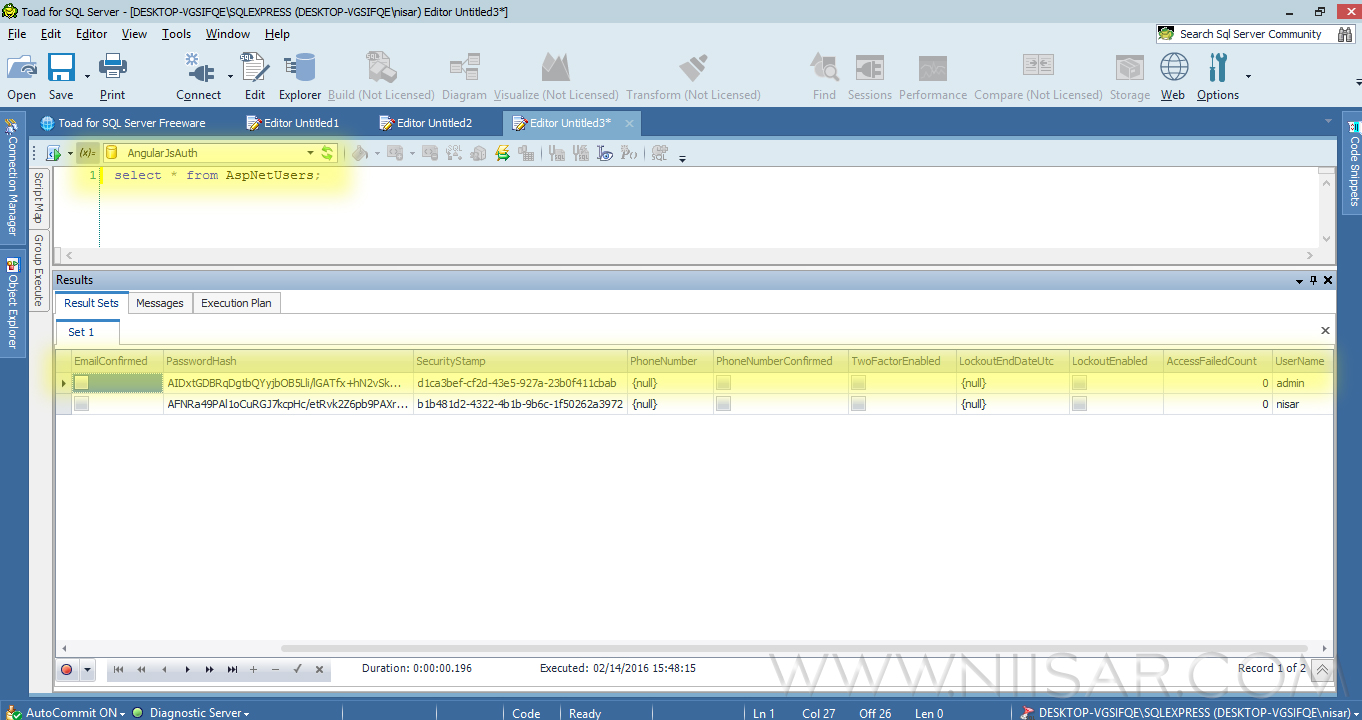 Toad for SQL Server - [DESKTOP-VGSIFQE\SQLEXPRESS (DESKTOP-VGSIFQE\nisar) Editor Untitled3*]
File Edit Editor View Tools Window Help
Search Sql Server Community
Open Save Print Connect Edit Explorer Build (Not Licensed) Diagram Visualize (Not Licensed) Transform (Not Licensed) Find Sessions Performance Compare (Not Licensed) Storage Web Options
Toad for SQL Server Freeware Editor Untitled1 Editor Untitled2 Editor Untitled3*
Connection Manager
Object Explorer
Code Snippets
(x)= AngularJsAuth
Script Map
Group Execute
1 select * from AspNetUsers;
Results
Result Sets Messages Execution Plan
Set 1
EmailConfirmed PasswordHash SecurityStamp PhoneNumber PhoneNumberConfirmed TwoFactorEnabled LockoutEndDateUtc LockoutEnabled AccessFailedCount UserName
AIDxtGDBRqDgtbQYyjbOB5Lli/lGATfx+hN2vSk... d1ca3bef-cf2d-43e5-927a-23b0f411cbab {null} {null} 0 admin
AFNRa49PAl1oCuRGJ7kcpHc/etRvk2Z6pb9PAXr... b1b481d2-4322-4b1b-9b6c-1f50262a3972 {null} {null} 0 nisar
Duration: 0:00:00.196 Executed: 02/14/2016 15:48:15 Record 1 of 2
WWW.NIISAR.COM
AutoCommit ON Diagnostic Server Code Ready Ln 1 Col 27 Off 26 Len 0 DESKTOP-VGSIFQE\SQLEXPRESS (DESKTOP-VGSIFQE\nisar)